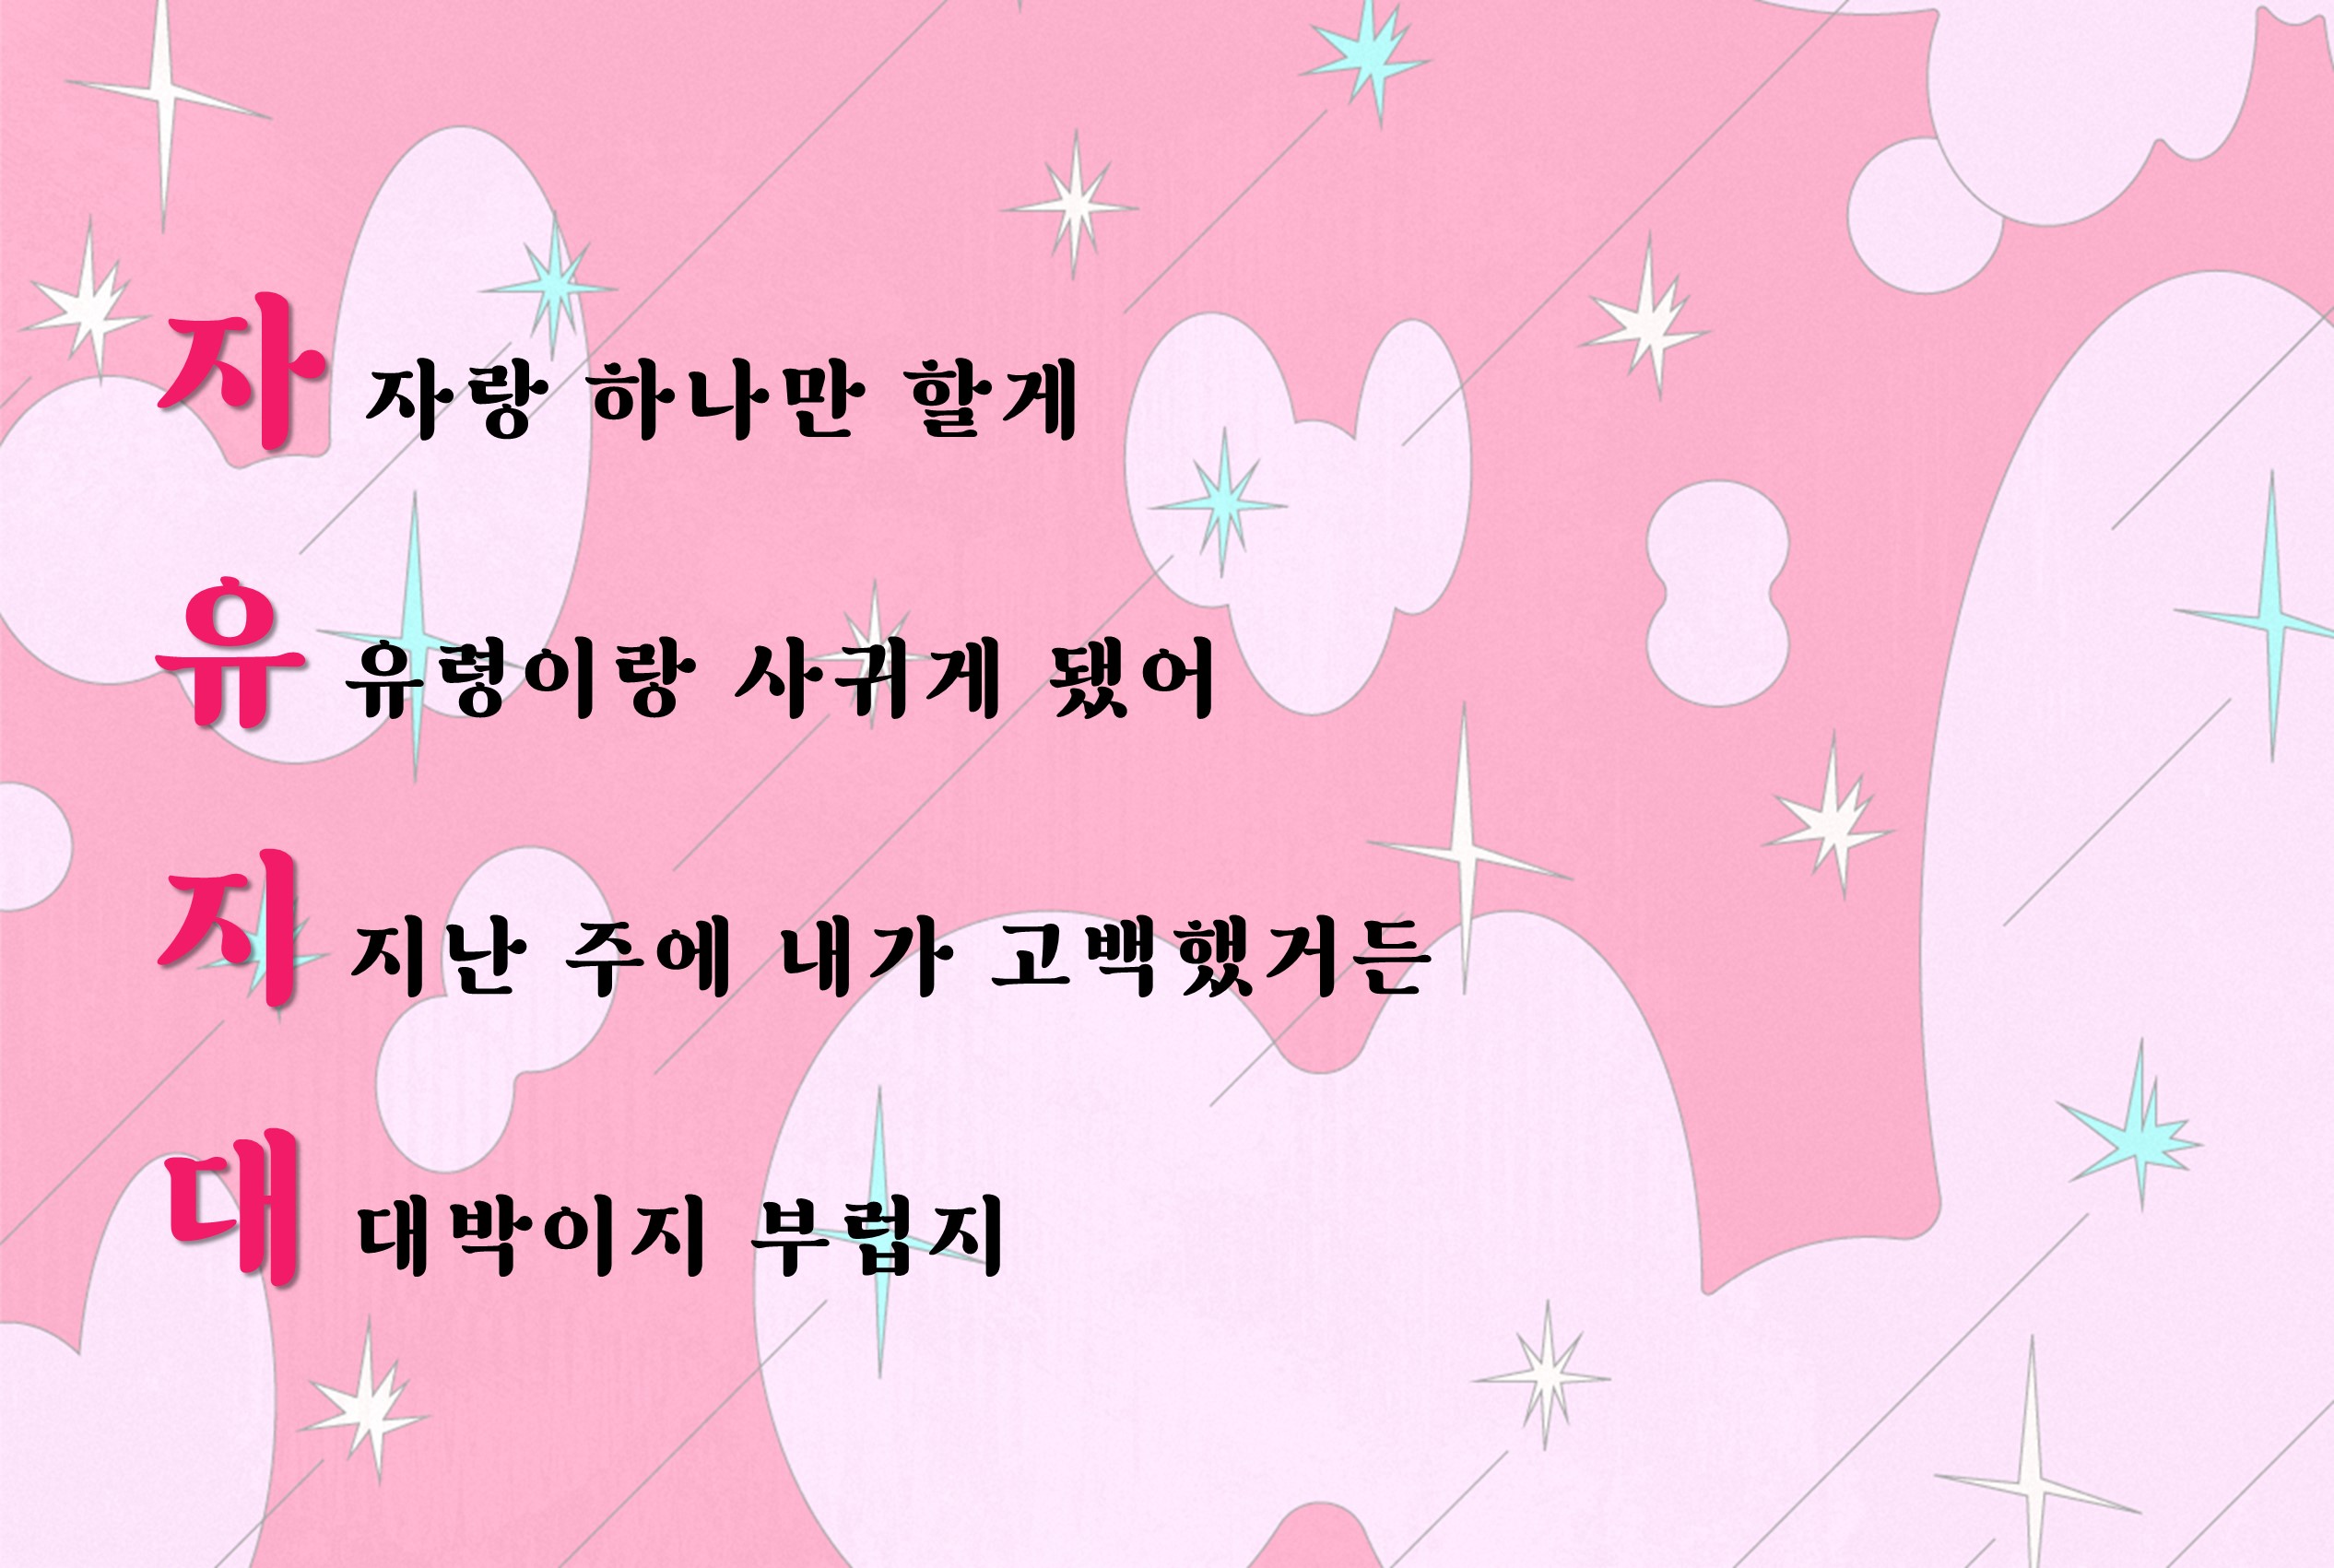 자 자랑 하나만 할게
유 유령이랑 사귀게 됐어
지 지난 주에 내가 고백했거든
대 대박이지 부럽지